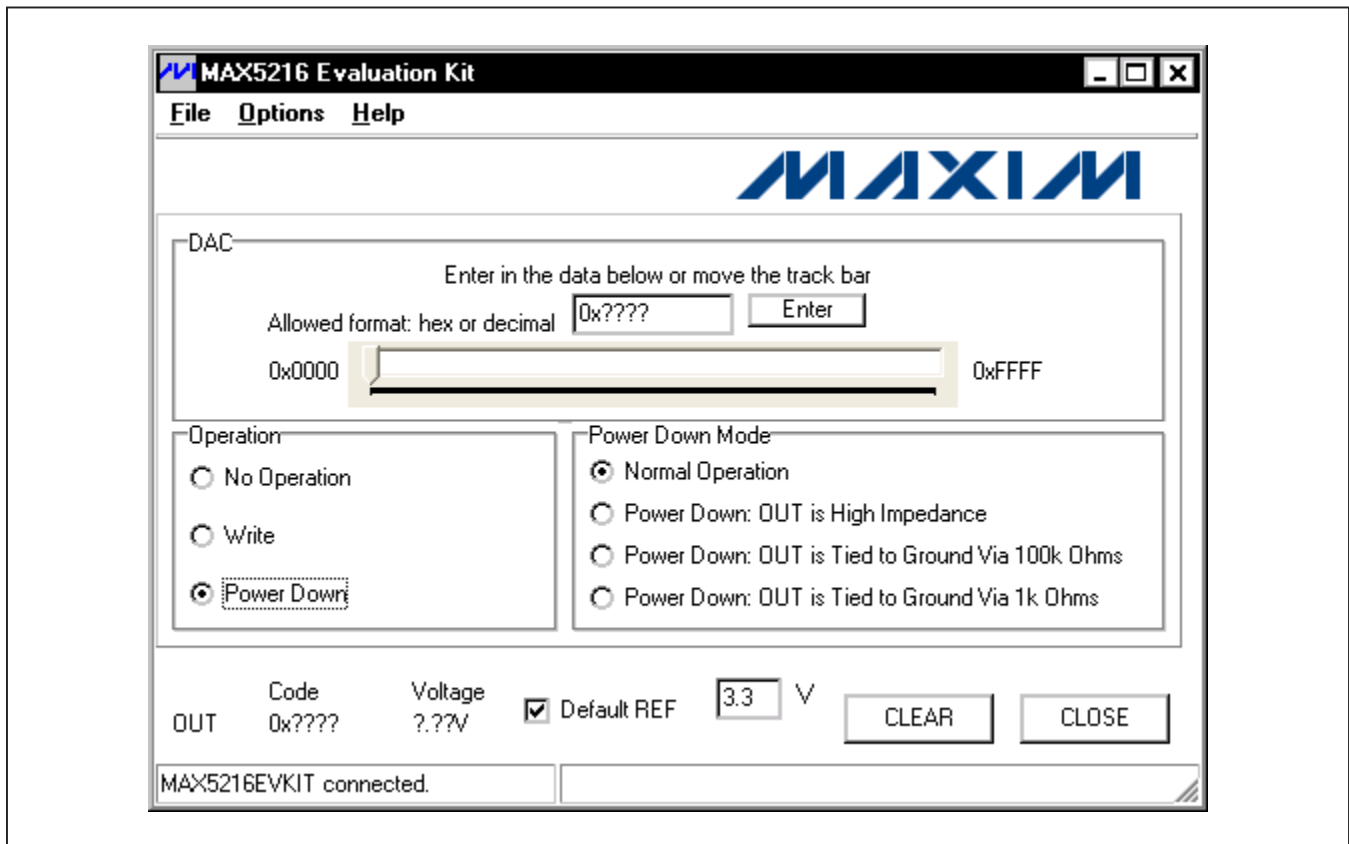 MAX5216 Evaluation Kit
File Options Help
MAXIM
DAC
Enter in the data below or move the track bar
Allowed format: hex or decimal 0x???? Enter
0x0000 0xFFFF
Operation
No Operation
Write
Power Down
Power Down Mode
Normal Operation
Power Down: OUT is High Impedance
Power Down: OUT is Tied to Ground Via 100k Ohms
Power Down: OUT is Tied to Ground Via 1k Ohms
Code Voltage
OUT 0x???? ?.??V
Default REF 3.3 V
CLEAR CLOSE
MAX5216EVKIT connected.